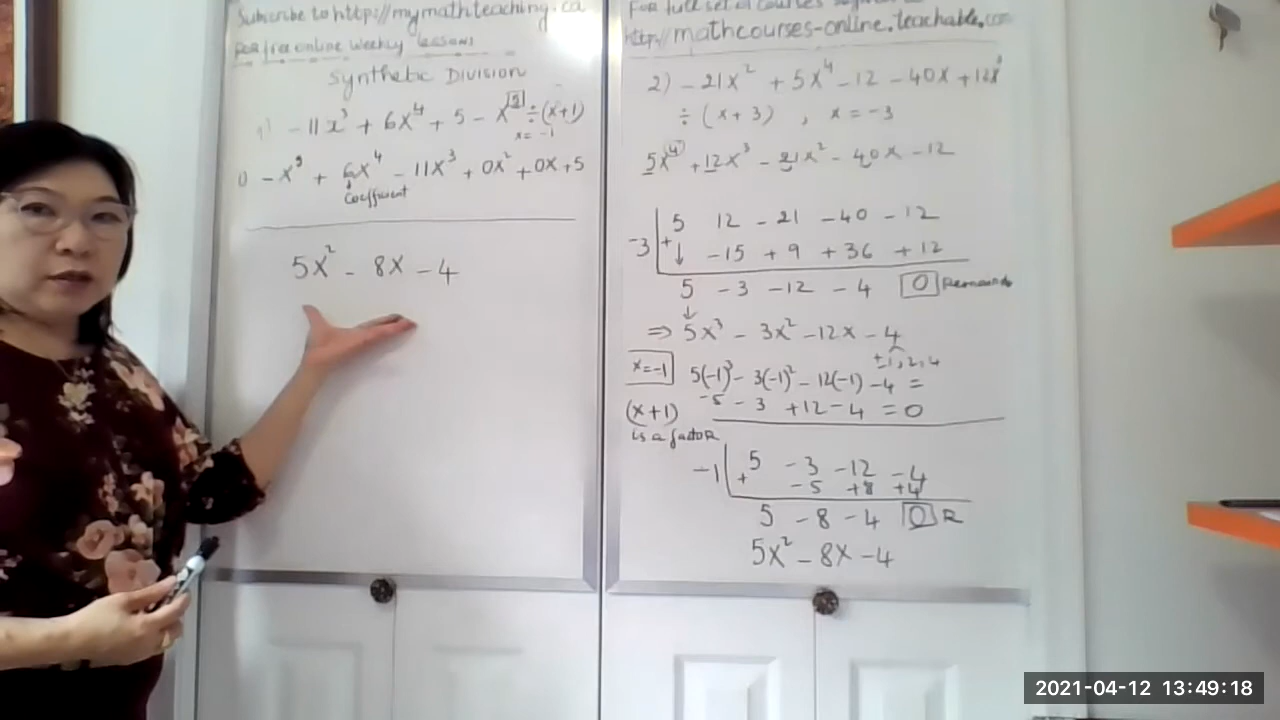 Subscribe to http://mymathteaching.ca
For free online weekly lessons
Synthetic Division
1) - 11x³ + 6x⁴ + 5 - x⁵ ÷ (x+1)
x = -1
1) - x⁵ + 6x⁴ - 11x³ + 0x² + 0x + 5
coefficient
5x² - 8x - 4
For full set of courses
http://mathcourses-online.teachable.com
2) - 21x² + 5x⁴ - 12 - 40x + 12x³
÷ (x + 3) , x = -3
5x⁴ + 12x³ - 21x² - 40x - 12
5 12 - 21 - 40 - 12
-3 + ↓ - 15 + 9 + 36 + 12
5 - 3 - 12 - 4 0 Remainder
⇒ 5x³ - 3x² - 12x - 4
±1, 2, 4
x = -1 5(-1)³ - 3(-1)² - 12(-1) - 4 =
(x+1) -5 - 3 + 12 - 4 = 0
is a factor
-1 5 - 3 - 12 - 4
+ - 5 + 8 + 4
5 - 8 - 4 0 R
5x² - 8x - 4
2021-04-12 13:49:18